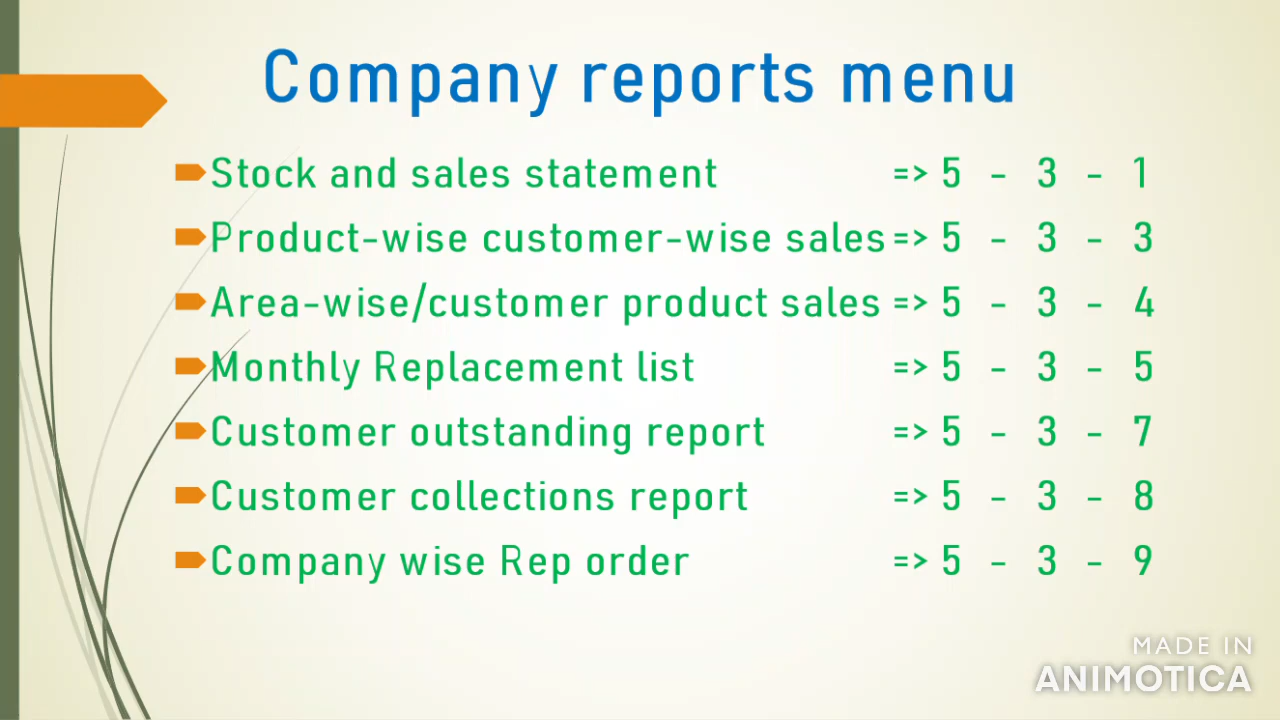 Company reports menu
Stock and sales statement => 5 - 3 - 1
Product-wise customer-wise sales => 5 - 3 - 3
Area-wise/customer product sales => 5 - 3 - 4
Monthly Replacement list => 5 - 3 - 5
Customer outstanding report => 5 - 3 - 7
Customer collections report => 5 - 3 - 8
Company wise Rep order => 5 - 3 - 9
MADE IN
ANIMOTICA